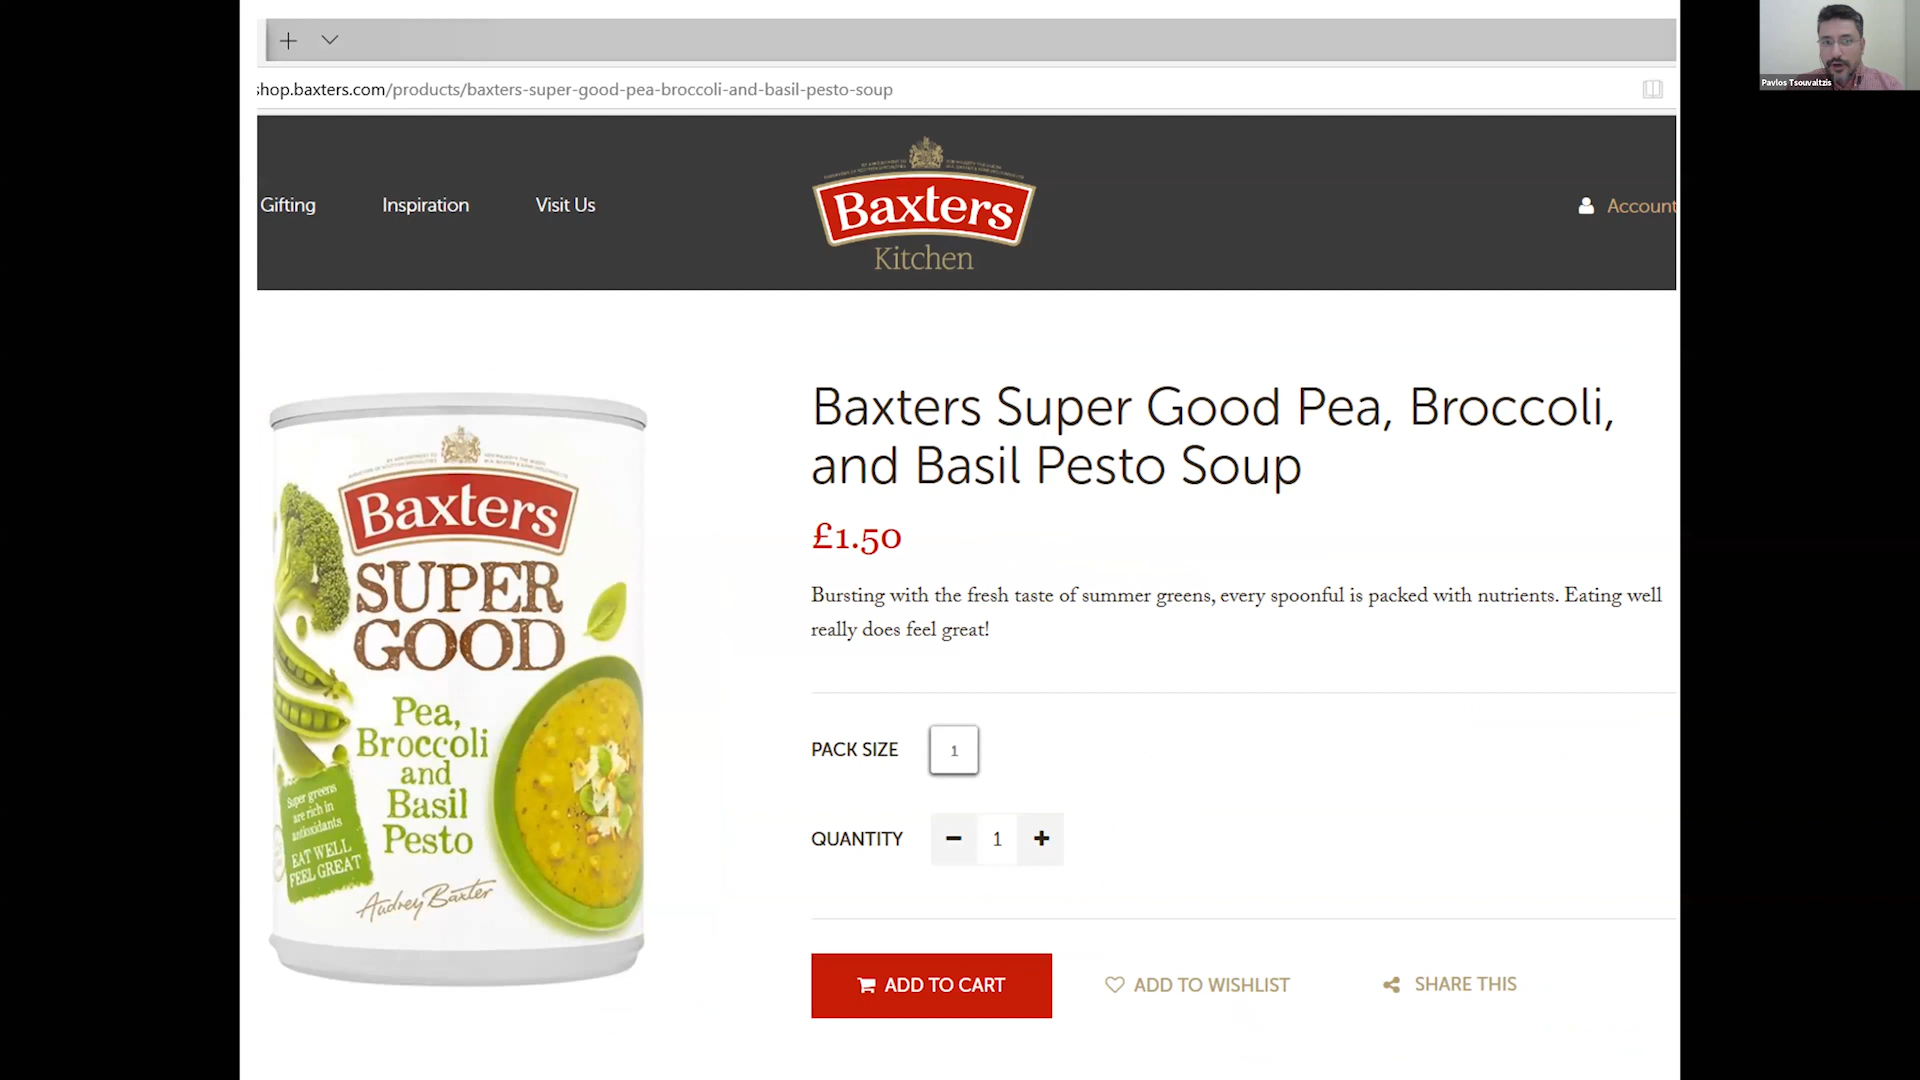 shop.baxters.com/products/baxters-super-good-pea-broccoli-and-basil-pesto-soup
Pavlos Tsouvaltzis
Gifting
Inspiration
Visit Us
Baxters
Kitchen
Account
Baxters
SUPER
GOOD
Pea,
Broccoli
and
Basil
Pesto
Super greens
are rich in
antioxidants
EAT WELL
FEEL GREAT
Audrey Baxter
Baxters Super Good Pea, Broccoli,
and Basil Pesto Soup
£1.50
Bursting with the fresh taste of summer greens, every spoonful is packed with nutrients. Eating well
really does feel great!
PACK SIZE
1
QUANTITY
− 1 +
ADD TO CART
ADD TO WISHLIST
SHARE THIS